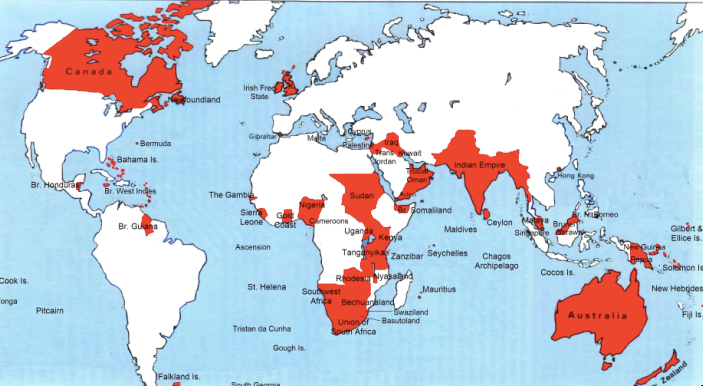 Canada
Newfoundland
Irish Free
State
Bermuda
Gibraltar
Malta
Cyprus
Palestine
Iraq
Trans
Jordan
Kuwait
Bahama Is.
Trucial
Oman
Indian Empire
Hong Kong
Br. Honduras
Br. West Indies
The Gambia
Sudan
Aden
Sierra
Leone
Gold
Coast
Nigeria
Br. Somaliland
Ceylon
Malaya
Br. N. Borneo
Br. Guiana
Cameroons
Uganda
Kenya
Maldives
Singapore
Sarawak
Gilbert &
Ellice Is.
Ascension
Tanganyika
Zanzibar
Seychelles
Chagos
Archipelago
New Guinea
Papua
Solomon Is
Cocos Is.
Cook Is.
St. Helena
Rhodesia
Nyasaland
Mauritius
New Hebrides
onga
Pitcairn
Southwest
Africa
Bechuanaland
Swaziland
Basutoland
Fiji Is.
Australia
Tristan da Cunha
Union of
South Africa
Gough Is.
Zealand
Falkland Is.
South Georgia